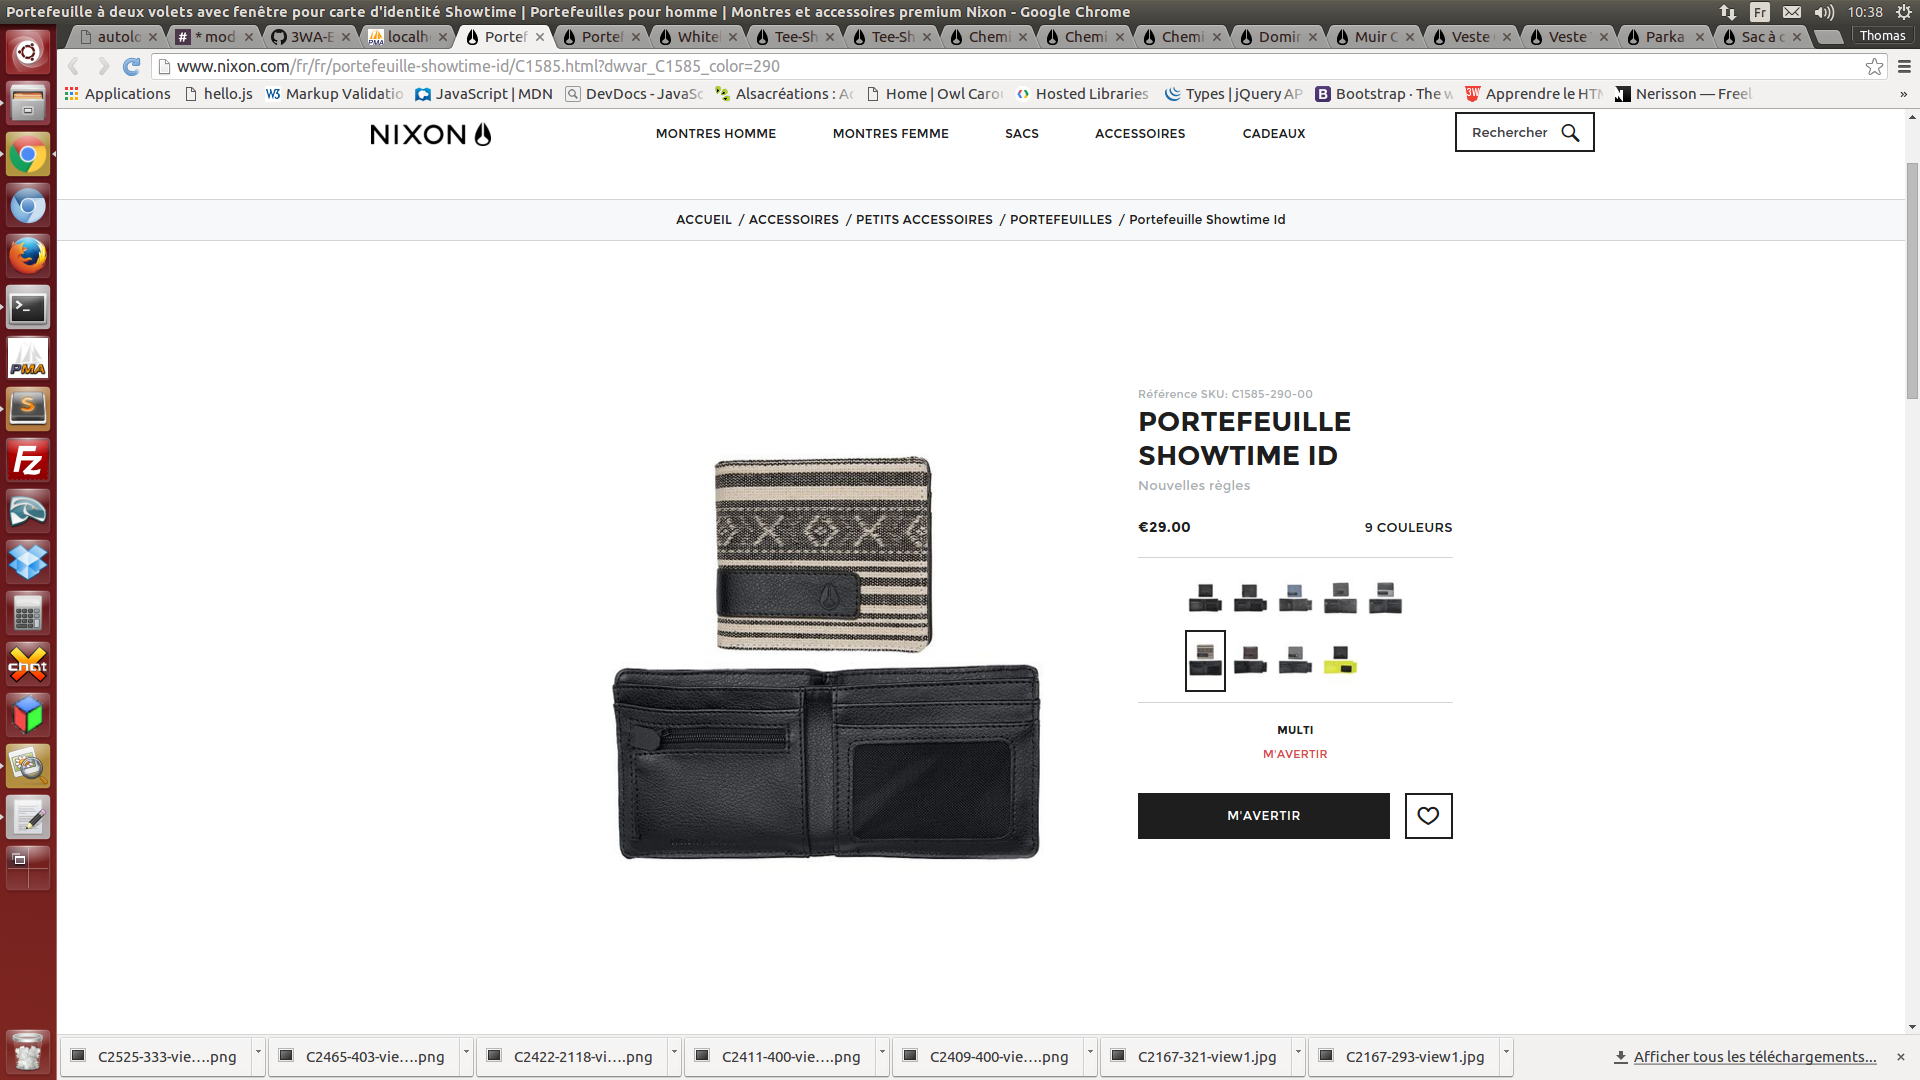 Portefeuille à deux volets avec fenêtre pour carte d'identité Showtime | Portefeuilles pour homme | Montres et accessoires premium Nixon - Google Chrome
Fr
10:38
autolo
* mod
3WA-E
localh
Portef
Portef
Whitel
Tee-Sh
Tee-Sh
Chemi
Chemi
Chemi
Domin
Muir C
Veste
Veste
Parka
Sac à c
Thomas
www.nixon.com/fr/fr/portefeuille-showtime-id/C1585.html?dwvar_C1585_color=290
Applications
hello.js
Markup Validatio
JavaScript | MDN
DevDocs - JavaSc
Alsacréations : Ac
Home | Owl Carou
Hosted Libraries
Types | jQuery AP
Bootstrap · The w
Apprendre le HTM
Nerisson — Freel
»
NIXON
MONTRES HOMME
MONTRES FEMME
SACS
ACCESSOIRES
CADEAUX
Rechercher
ACCUEIL / ACCESSOIRES / PETITS ACCESSOIRES / PORTEFEUILLES / Portefeuille Showtime Id
Référence SKU: C1585-290-00
PORTEFEUILLE
SHOWTIME ID
Nouvelles règles
€29.00
9 COULEURS
MULTI
M'AVERTIR
M'AVERTIR
PMA
S
Fz
chat
C2525-333-vie....png
C2465-403-vie....png
C2422-2118-vi....png
C2411-400-vie....png
C2409-400-vie....png
C2167-321-view1.jpg
C2167-293-view1.jpg
Afficher tous les téléchargements...